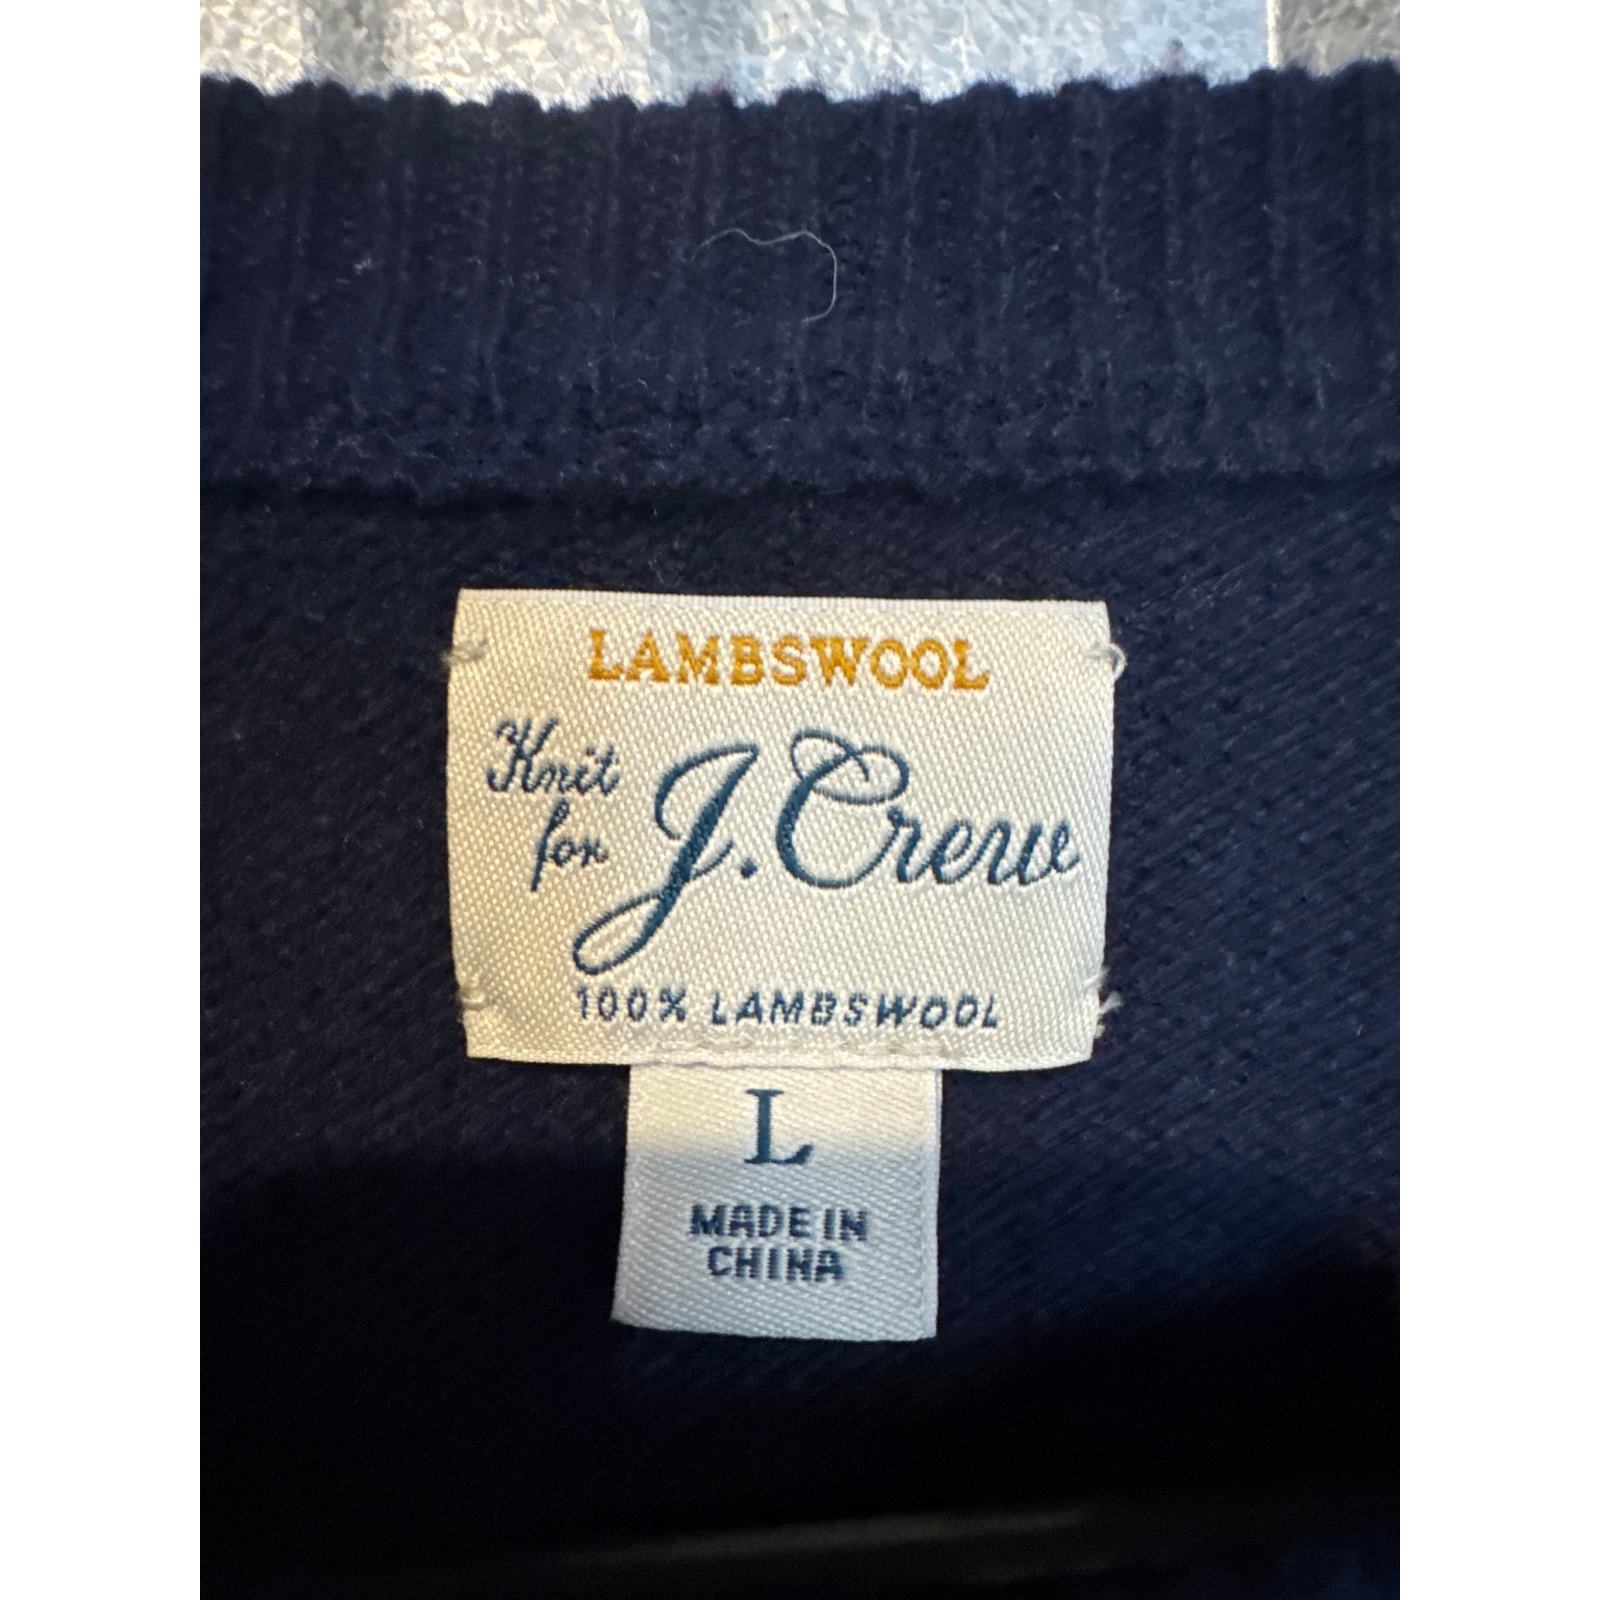 LAMBSWOOL
Knit
for J.Crew
100% LAMBSWOOL
L
MADE IN
CHINA